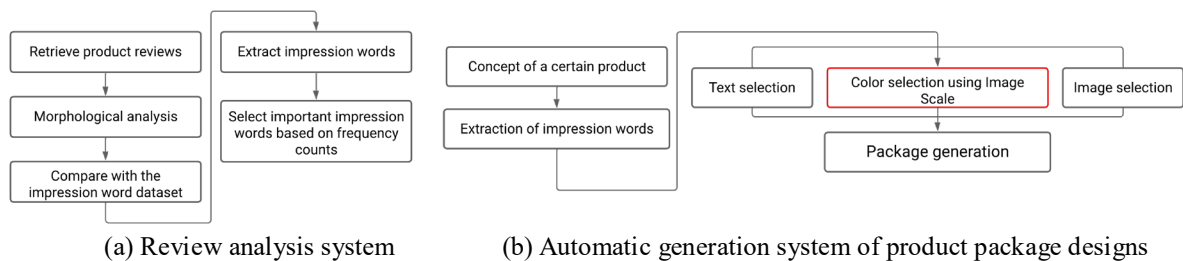 Retrieve product reviews
Morphological analysis
Compare with the
impression word dataset
Extract impression words
Select important impression
words based on frequency
counts
(a) Review analysis system
Concept of a certain product
Extraction of impression words
Text selection
Color selection using Image
Scale
Image selection
Package generation
(b) Automatic generation system of product package designs